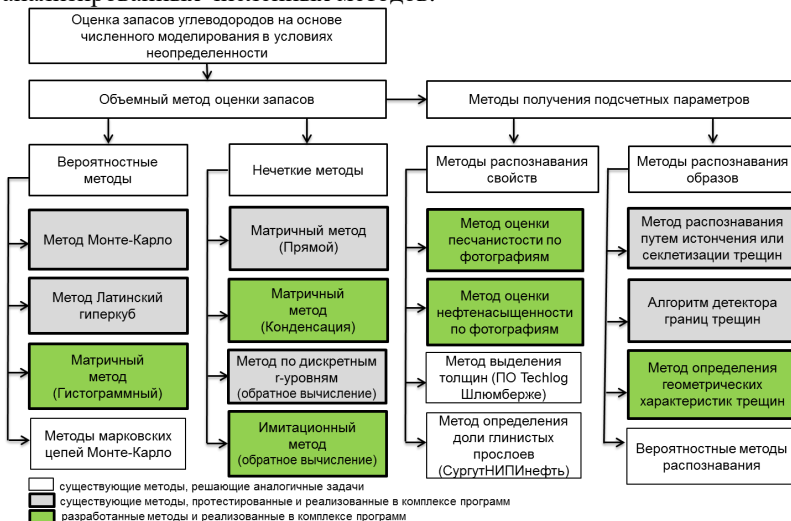 анализированных численных методов.
Оценка запасов углеводородов на основе
численного моделирования в условиях
неопределенности
Объемный метод оценки запасов
Методы получения подсчетных параметров
Вероятностные
методы
Нечеткие методы
Методы распознавания
свойств
Методы распознавания
образов
Метод Монте-Карло
Метод Латинский
гиперкуб
Матричный
метод
(Гистограммный)
Методы марковских
цепей Монте-Карло
Матричный метод
(Прямой)
Матричный
метод
(Конденсация)
Метод по дискретным
r-уровням
(обратное вычисление)
Имитационный
метод
(обратное вычисление)
Метод оценки
песчанистости по
фотографиям
Метод оценки
нефтенасыщенности
по фотографиям
Метод выделения
толщин (ПО Techlog
Шлюмберже)
Метод определения
доли глинистых
прослоев
(СургутНИПИнефть)
Метод распознавания
путем истончения или
секлетизации трещин
Алгоритм детектора
границ трещин
Метод определения
геометрических
характеристик трещин
Вероятностные методы
распознавания
существующие методы, решающие аналогичные задачи
существующие методы, протестированные и реализованные в комплексе программ
разработанные методы и реализованные в комплексе программ